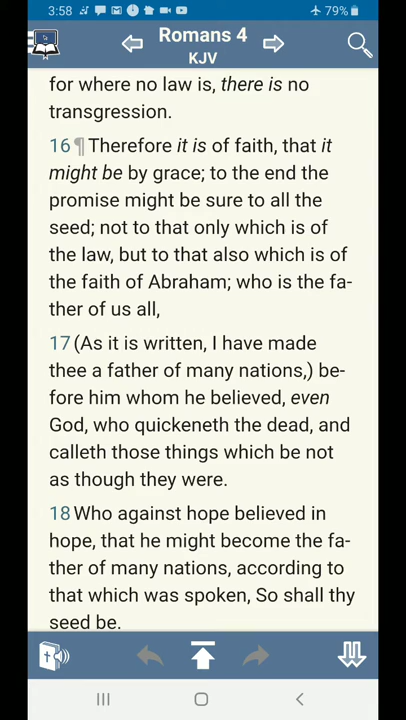 3:58
79%
Romans 4
KJV
for where no law is, there is no
transgression.
16 ¶ Therefore it is of faith, that it
might be by grace; to the end the
promise might be sure to all the
seed; not to that only which is of
the law, but to that also which is of
the faith of Abraham; who is the fa-
ther of us all,
17 (As it is written, I have made
thee a father of many nations,) be-
fore him whom he believed, even
God, who quickeneth the dead, and
calleth those things which be not
as though they were.
18 Who against hope believed in
hope, that he might become the fa-
ther of many nations, according to
that which was spoken, So shall thy
seed be.